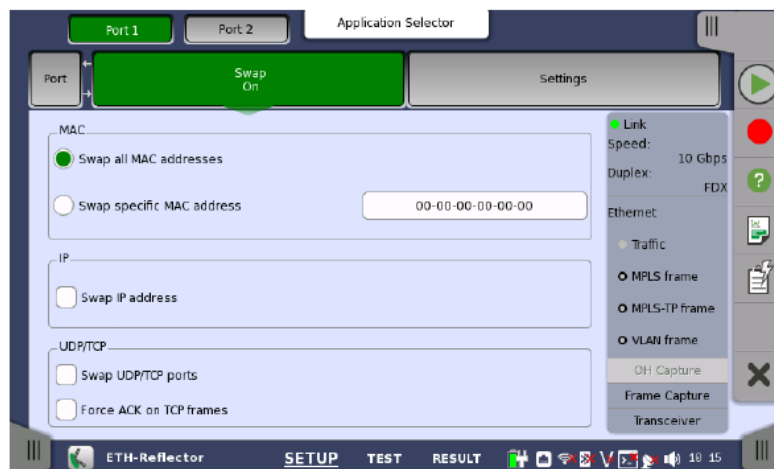 Port 1
Port 2
Application Selector
Port
Swap
On
Settings
MAC
Swap all MAC addresses
Swap specific MAC address
00-00-00-00-00-00
IP
Swap IP address
UDP/TCP
Swap UDP/TCP ports
Force ACK on TCP frames
Link
Speed:
10 Gbps
Duplex:
FDX
Ethernet
Traffic
MPLS frame
MPLS-TP frame
VLAN frame
OH Capture
Frame Capture
Transceiver
ETH-Reflector
SETUP
TEST
RESULT